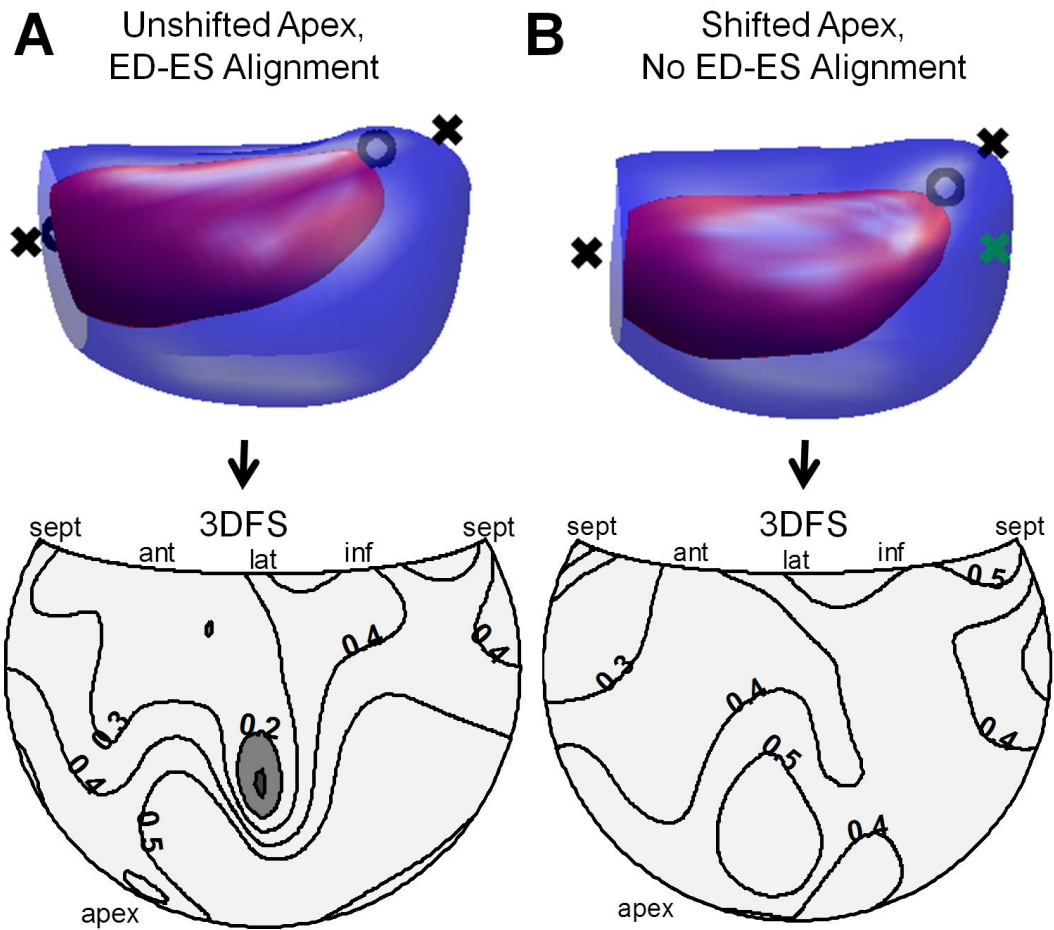 A
Unshifted Apex,
ED-ES Alignment
B
Shifted Apex,
No ED-ES Alignment
3DFS
sept
ant
lat
inf
sept
0.4
0.4
0.3
0.2
0.4
0.5
apex
3DFS
sept
ant
lat
inf
sept
0.5
0.3
0.4
0.4
0.5
0.4
apex